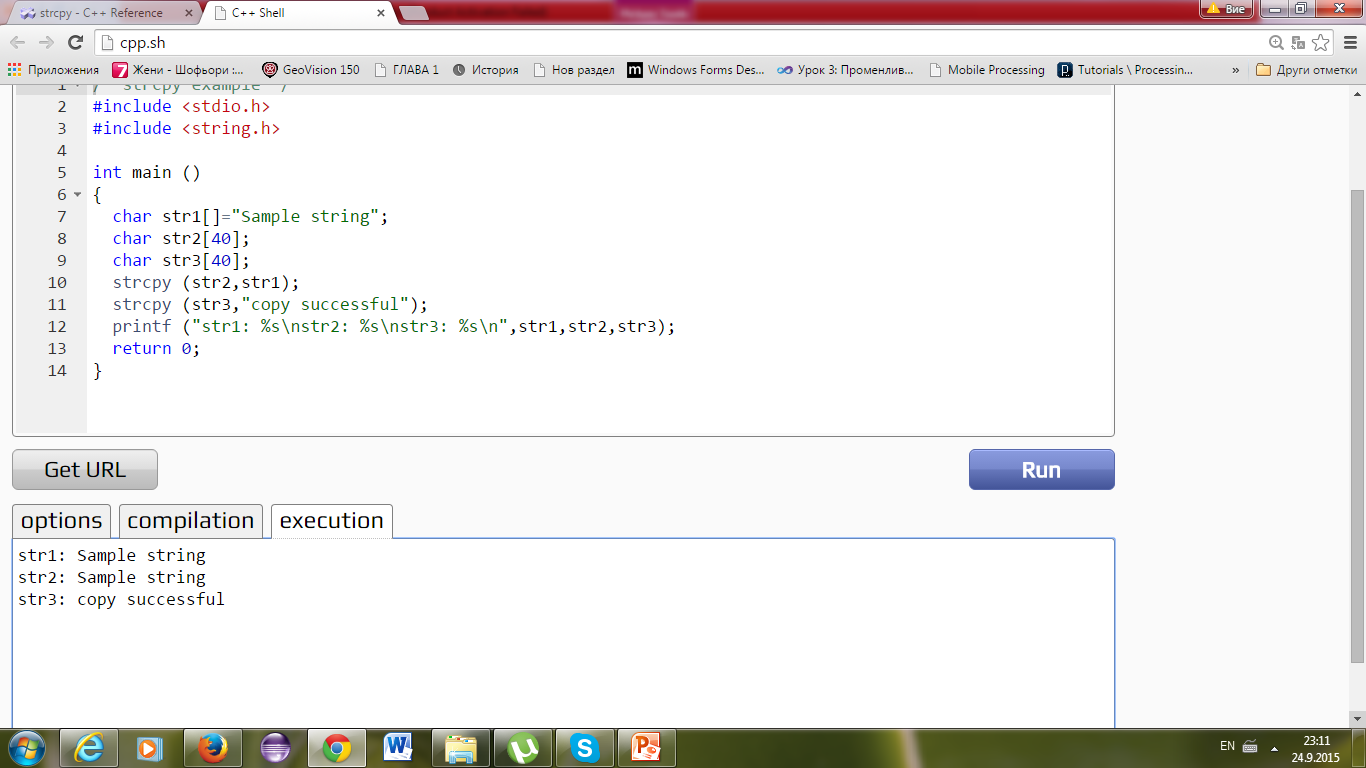 strcpy - C++ Reference
C++ Shell
Вие
cpp.sh
Приложения
7 Жени - Шофьори :...
GeoVision 150
ГЛАВА 1
История
Нов раздел
m Windows Forms Des...
Урок 3: Променлив...
Mobile Processing
Tutorials \ Processin...
»
Други отметки
1 strcpy example
2 #include <stdio.h>
3 #include <string.h>
4
5 int main ()
6 {
7 char str1[]="Sample string";
8 char str2[40];
9 char str3[40];
10 strcpy (str2,str1);
11 strcpy (str3,"copy successful");
12 printf ("str1: %s\nstr2: %s\nstr3: %s\n",str1,str2,str3);
13 return 0;
14 }
Get URL
Run
options
compilation
execution
str1: Sample string
str2: Sample string
str3: copy successful
EN
23:11
24.9.2015